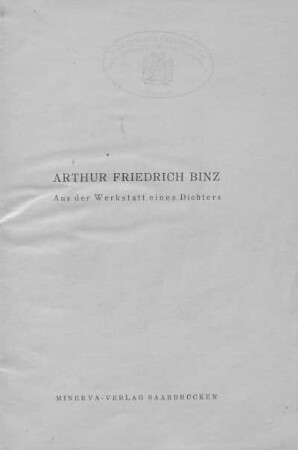 ARTHUR FRIEDRICH BINZ
Aus der Werkstatt eines Dichters
MINERVA-VERLAG SAARBRÜCKEN